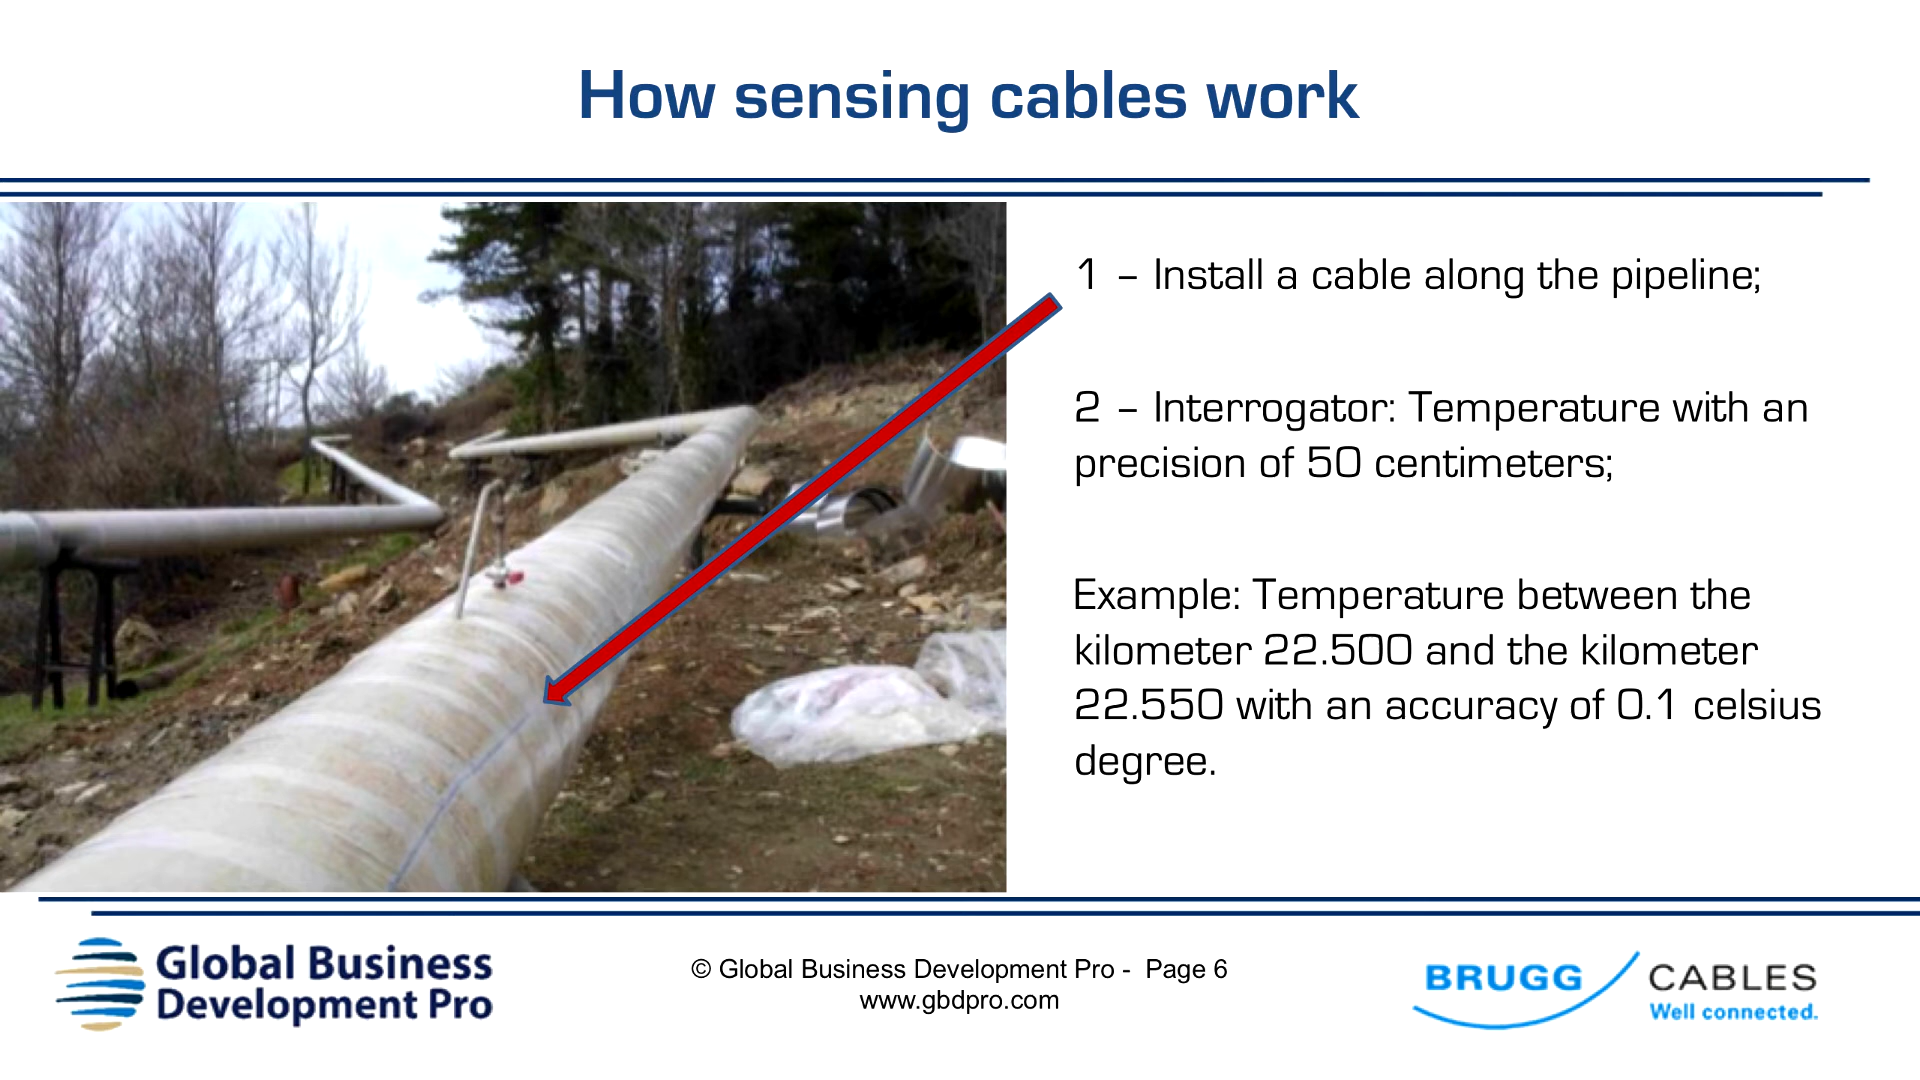 How sensing cables work
1 – Install a cable along the pipeline;
2 – Interrogator: Temperature with an
precision of 50 centimeters;
Example: Temperature between the
kilometer 22.500 and the kilometer
22.550 with an accuracy of 0.1 celsius
degree.
Global Business
Development Pro
© Global Business Development Pro - Page 6
www.gbdpro.com
BRUGG CABLES
Well connected.